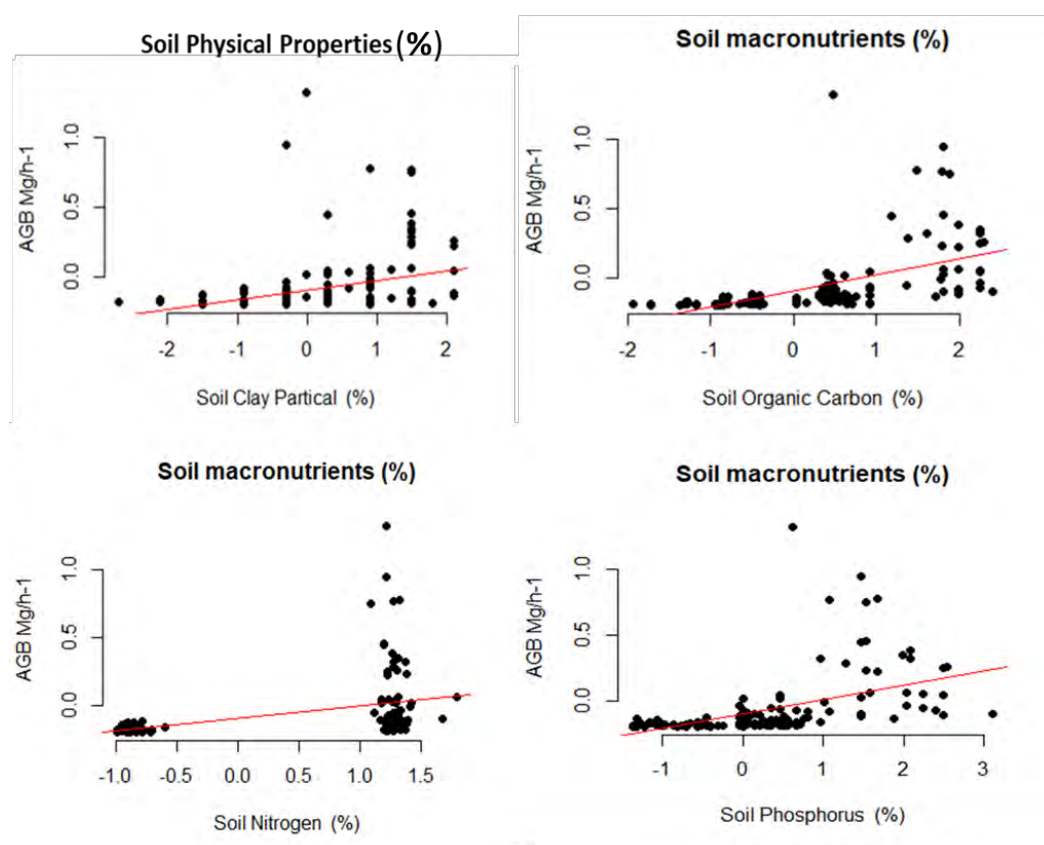 Soil Physical Properties (%)
AGB Mg/h-1
0.0 0.5 1.0
-2 -1 0 1 2
Soil Clay Partical (%)
Soil macronutrients (%)
AGB Mg/h-1
0.0 0.5 1.0
-2 -1 0 1 2
Soil Organic Carbon (%)
Soil macronutrients (%)
AGB Mg/h-1
0.0 0.5 1.0
-1.0 -0.5 0.0 0.5 1.0 1.5
Soil Nitrogen (%)
Soil macronutrients (%)
AGB Mg/h-1
0.0 0.5 1.0
-1 0 1 2 3
Soil Phosphorus (%)